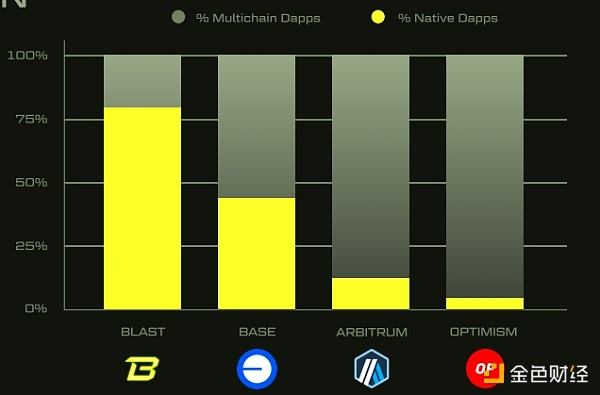 N
% Multichain Dapps % Native Dapps
100%
75%
50%
25%
0%
BLAST BASE ARBITRUM OPTIMISM
B OP
金色财经